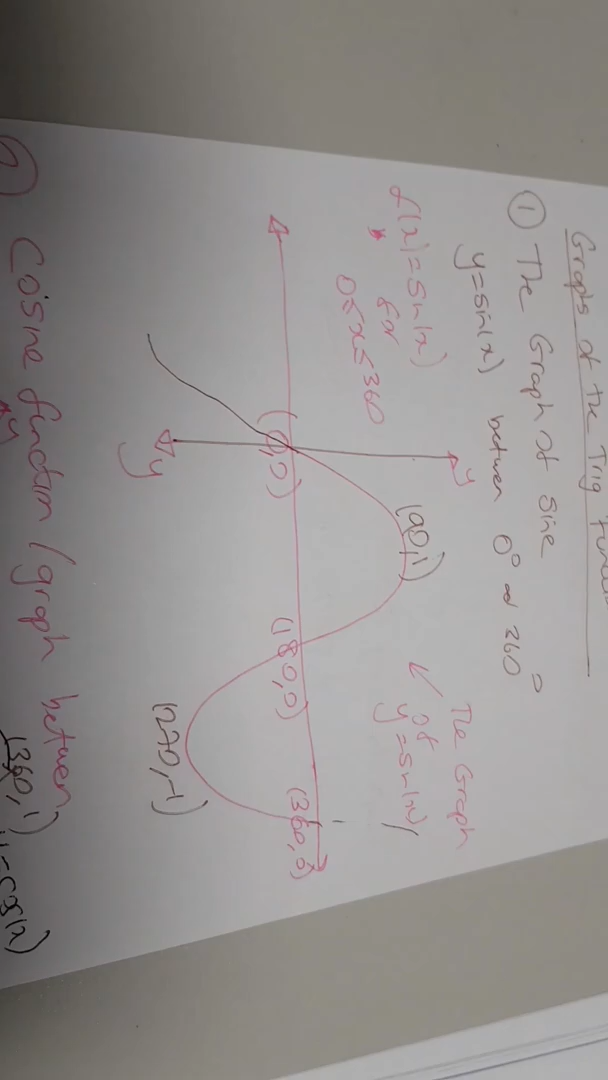 Graphs of the Trig
① The Graph of Sine
y=sin(x) between 0° 360°
f(x)=sin(x)
for
0≤x≤360
y
(90,1)
The Graph
of
y=sin(x)
(0,0)
(180,0)
(360,0)
y
(270,-1)
Cosine function/graph between
y
(360,1)
=cos(x)